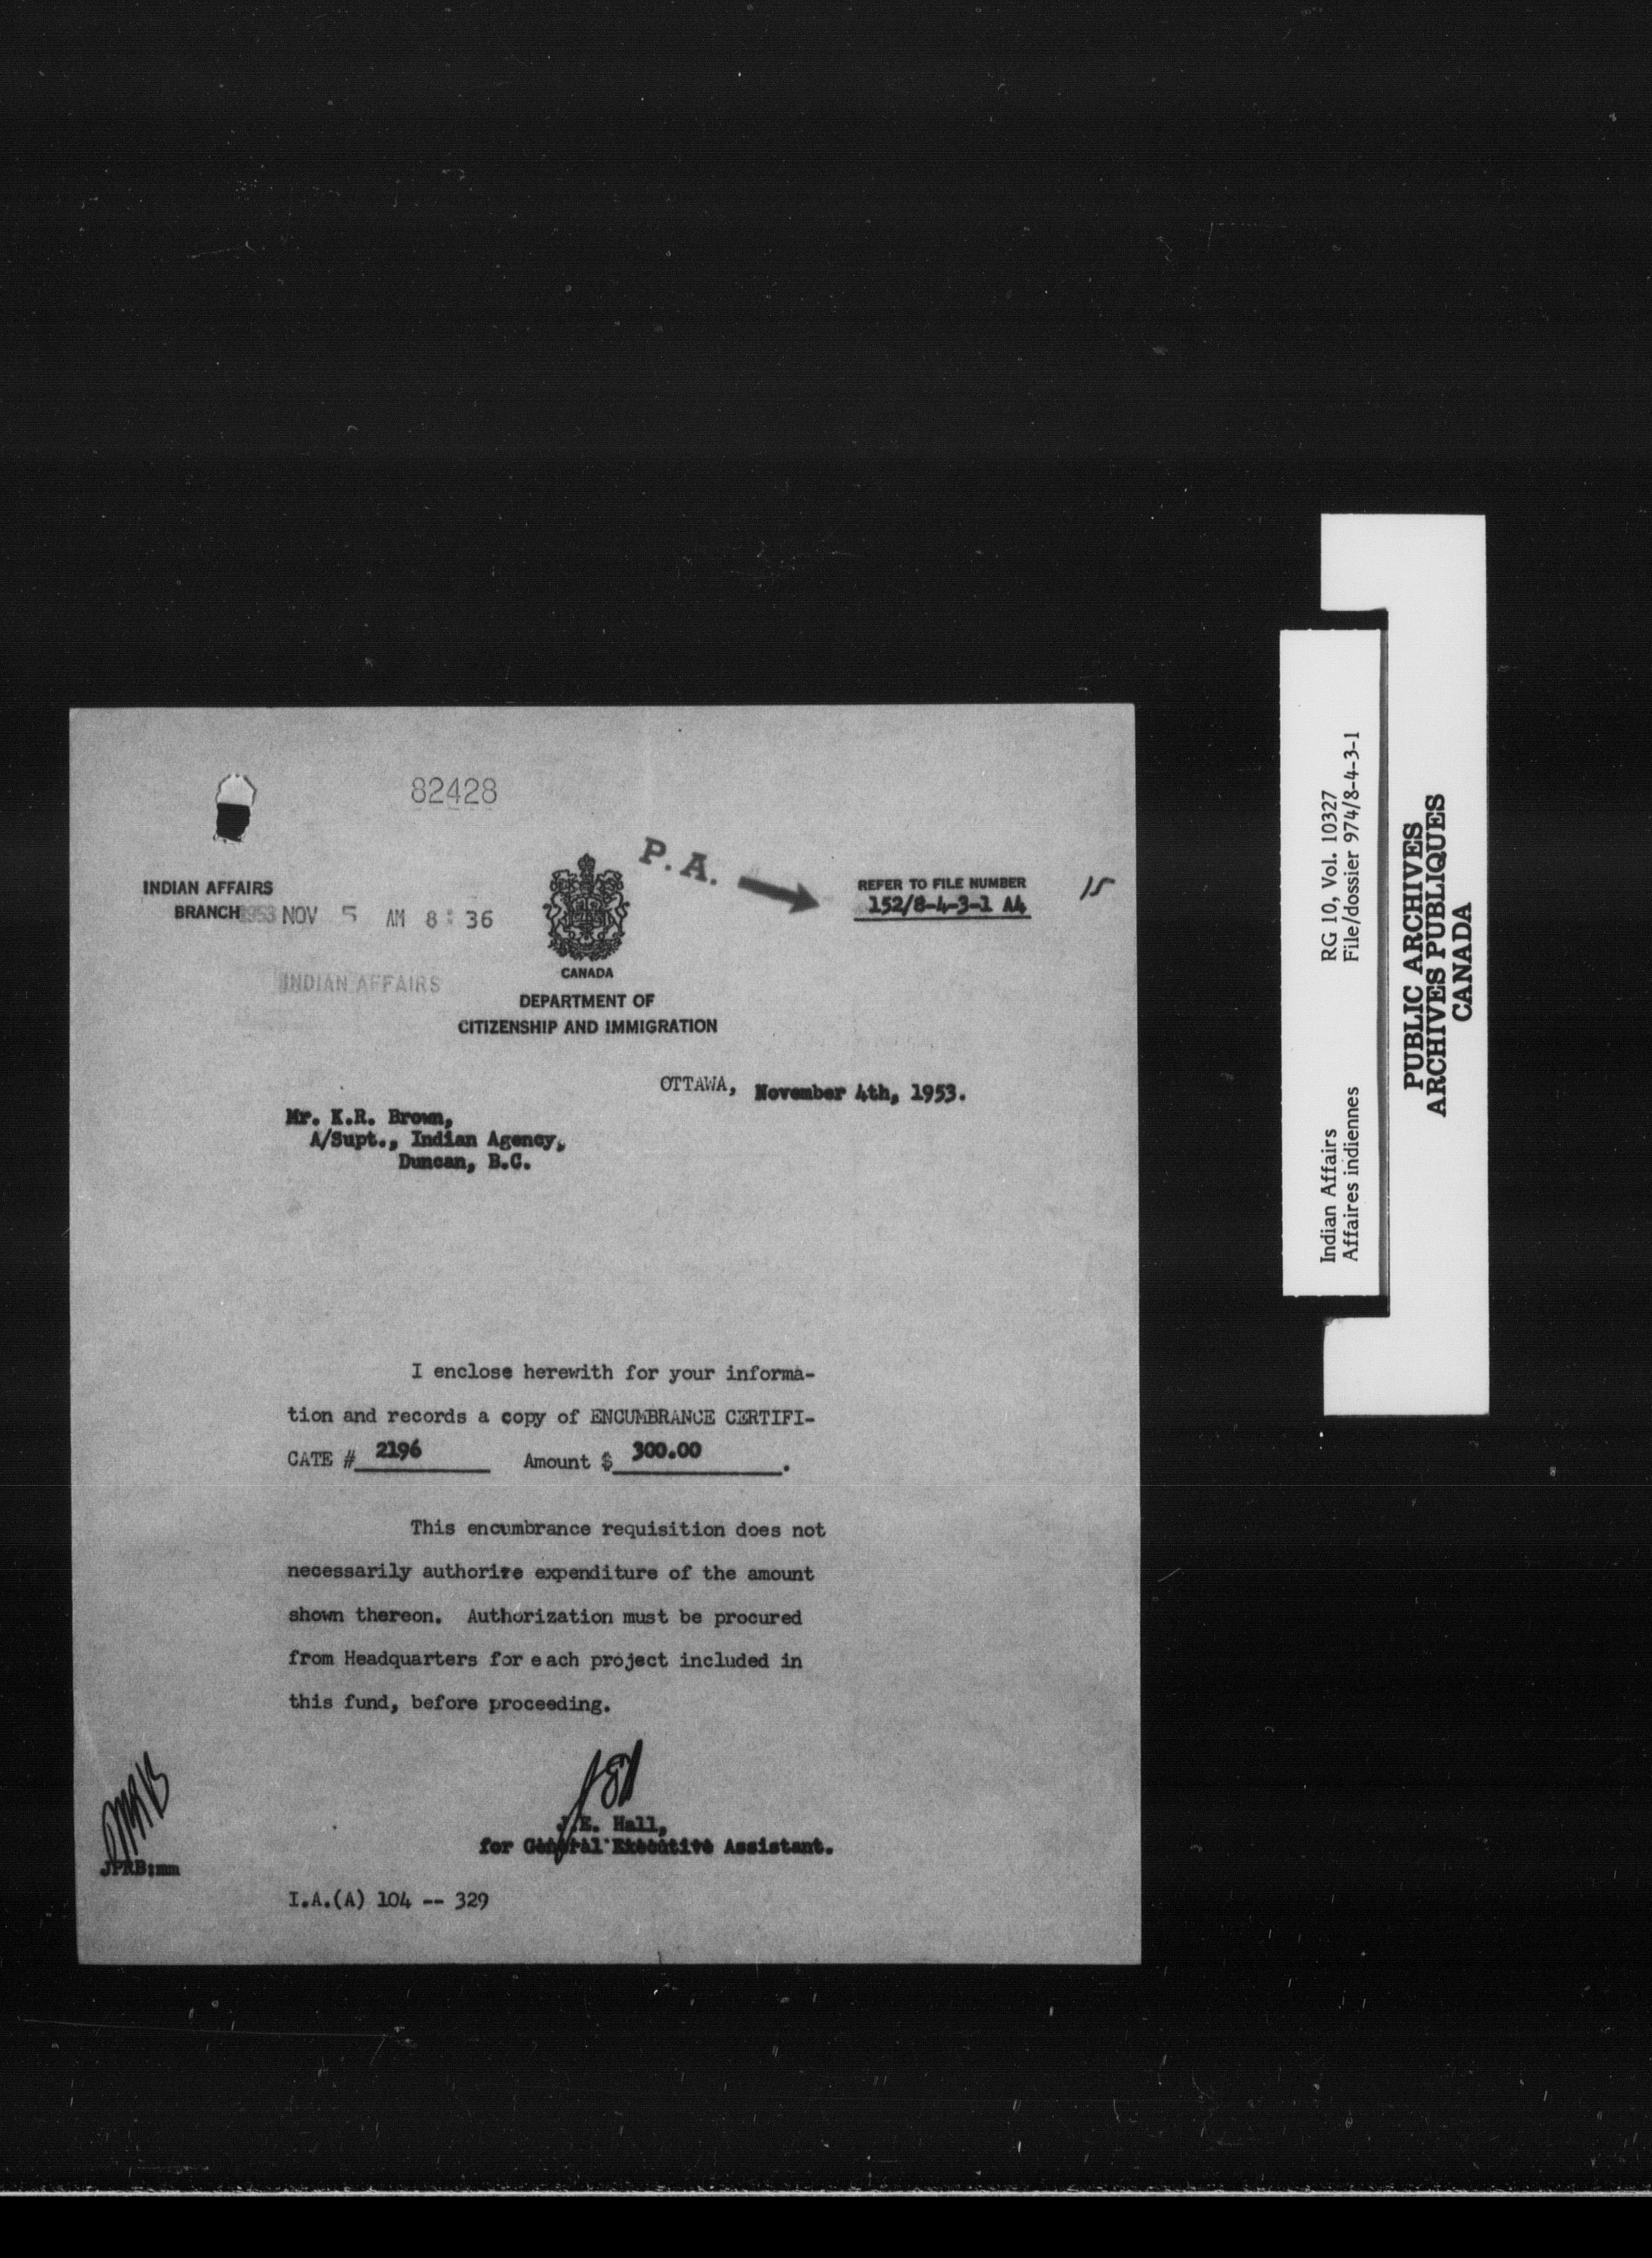 82428
P.A.
INDIAN AFFAIRS
BRANCH
1953 NOV 5 AM 8:36
REFER TO FILE NUMBER
152/8-4-3-1 A4
15
INDIAN AFFAIRS
CANADA
DEPARTMENT OF
CITIZENSHIP AND IMMIGRATION
OTTAWA, November 4th, 1953.
Mr. K.R. Brown,
A/Supt., Indian Agency,
Duncan, B.C.
I enclose herewith for your informa-
tion and records a copy of ENCUMBRANCE CERTIFI-
CATE # 2196 Amount $ 300.00.
This encumbrance requisition does not
necessarily authorize expenditure of the amount
shown thereon. Authorization must be procured
from Headquarters for each project included in
this fund, before proceeding.
J.E. Hall,
for General Executive Assistant.
JPRB:mm
I.A.(A) 104 -- 329
Indian Affairs RG 10, Vol. 10327
Affaires indiennes File/dossier 974/8-4-3-1
PUBLIC ARCHIVES
ARCHIVES PUBLIQUES
CANADA